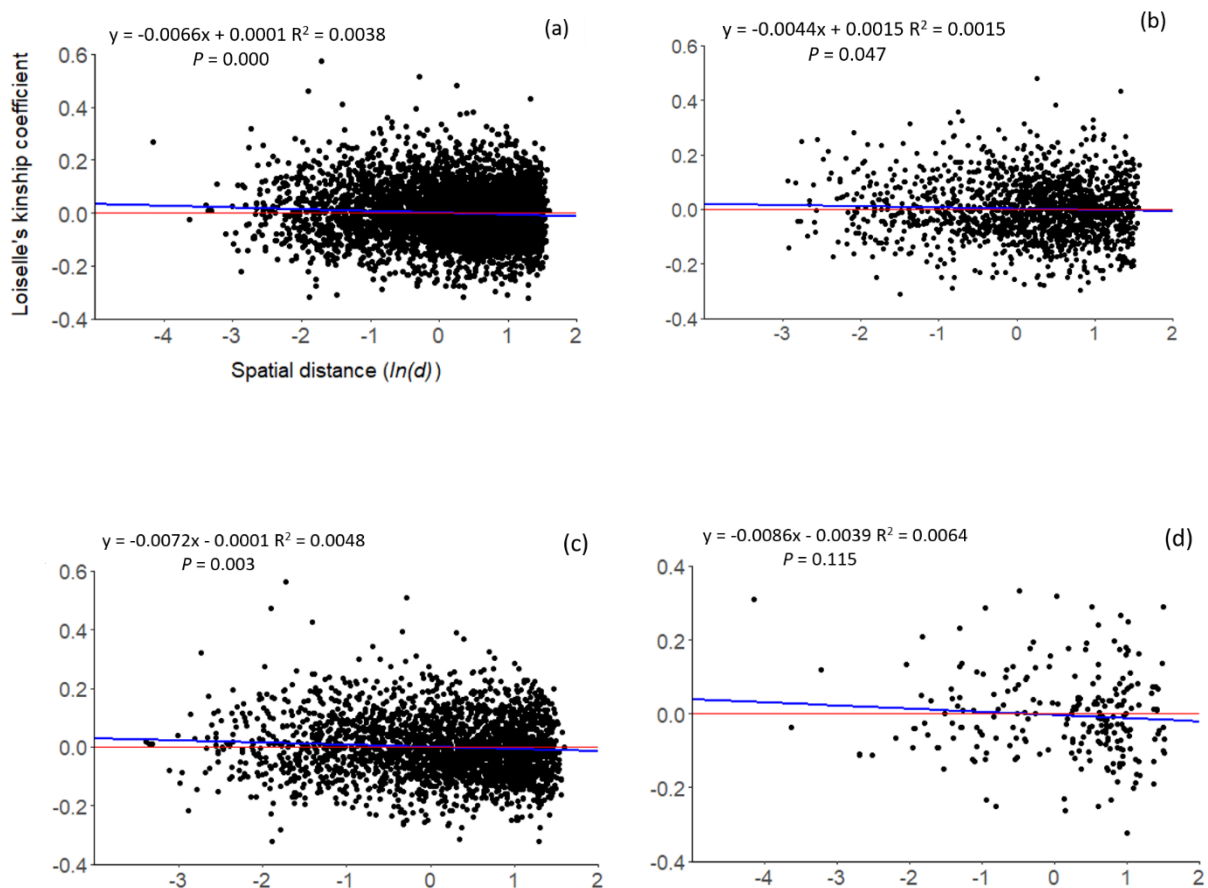 y = -0.0066x + 0.0001 R² = 0.0038
P = 0.000
(a)
0.6
0.4
0.2
0.0
-0.2
-0.4
-4 -3 -2 -1 0 1 2
Loiselle's kinship coefficient
Spatial distance (ln(d))
y = -0.0044x + 0.0015 R² = 0.0015
P = 0.047
(b)
0.6
0.4
0.2
0.0
-0.2
-0.4
-3 -2 -1 0 1 2
y = -0.0072x - 0.0001 R² = 0.0048
P = 0.003
(c)
0.6
0.4
0.2
0.0
-0.2
-0.4
-3 -2 -1 0 1 2
y = -0.0086x - 0.0039 R² = 0.0064
P = 0.115
(d)
0.4
0.2
0.0
-0.2
-0.4
-4 -3 -2 -1 0 1 2